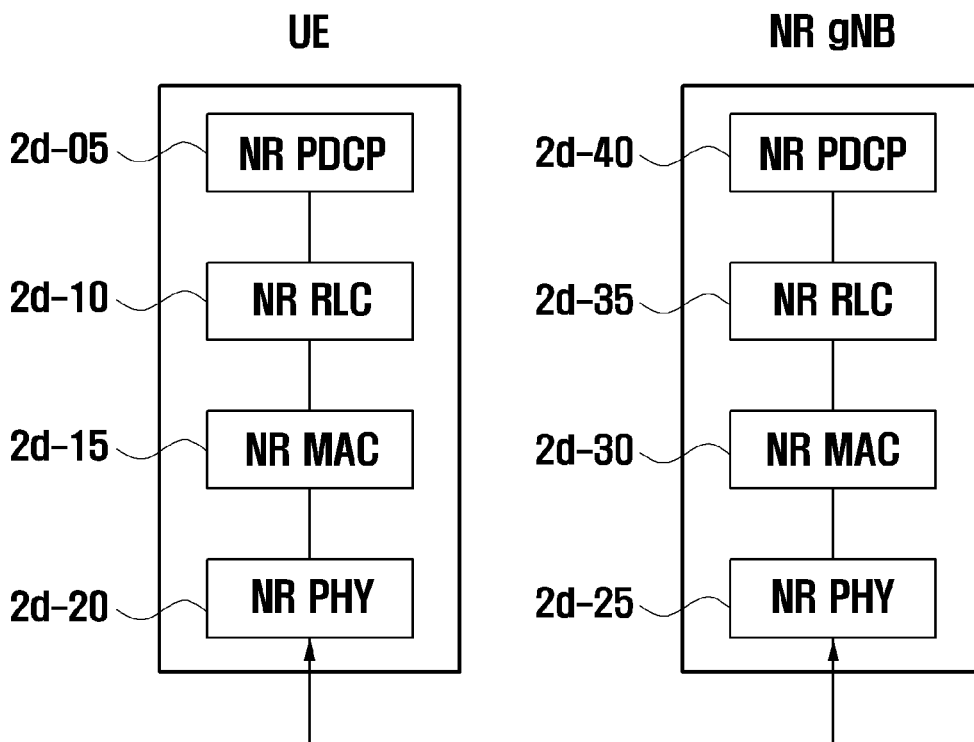 UE
NR gNB
2d-05
NR PDCP
2d-40
NR PDCP
2d-10
NR RLC
2d-35
NR RLC
2d-15
NR MAC
2d-30
NR MAC
2d-20
NR PHY
2d-25
NR PHY